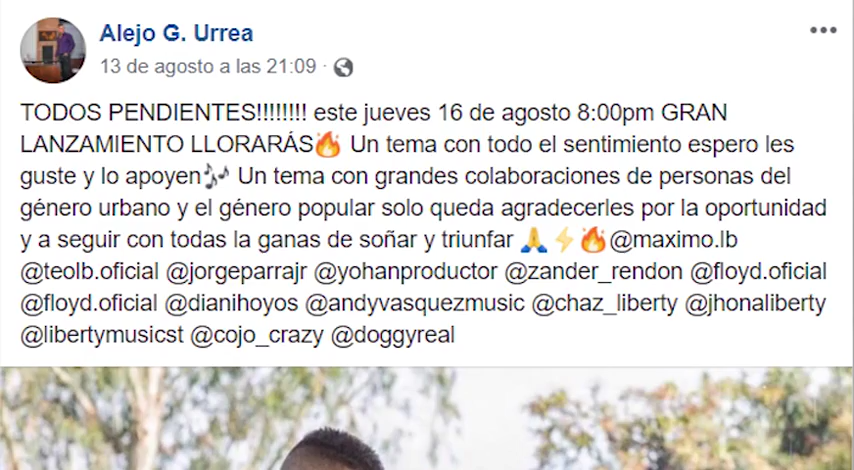 Alejo G. Urrea
13 de agosto a las 21:09 ·
TODOS PENDIENTES!!!!!!!! este jueves 16 de agosto 8:00pm GRAN
LANZAMIENTO LLORARÁS🔥 Un tema con todo el sentimiento espero les
guste y lo apoyen🎶 Un tema con grandes colaboraciones de personas del
género urbano y el género popular solo queda agradecerles por la oportunidad
y a seguir con todas la ganas de soñar y triunfar 🙏⚡🔥@maximo.lb
@teolb.oficial @jorgeparrajr @yohanproductor @zander_rendon @floyd.oficial
@floyd.oficial @dianihoyos @andyvasquezmusic @chaz_liberty @jhonaliberty
@libertymusicst @cojo_crazy @doggyreal